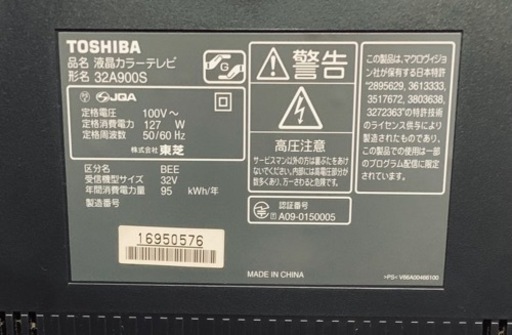 TOSHIBA
品名 液晶カラーテレビ
形名 32A900S
G
JQA
定格電圧 100V～
定格消費電力 127 W
定格周波数 50/60 Hz
株式会社 東芝
区分名 BEE
受信機型サイズ 32V
年間消費電力量 95 kWh/年
製造番号
16950576
警告
高圧注意
サービスマン以外の方は裏ぶたをあけ
ないでください。内部には高電圧部分が
数多くあり、万一さわると危険です。
認証番号
A09-0150005
この製品は、マクロヴィジョ
ン社が保有する日本特許
"2895629, 3613333,
3517672, 3803638,
3272363"の特許技術
のライセンス供与により
製造されたものです。こ
の製品での使用は一部
のプログラム配信に限定
されます。
MADE IN CHINA
>PS< V66A00466100